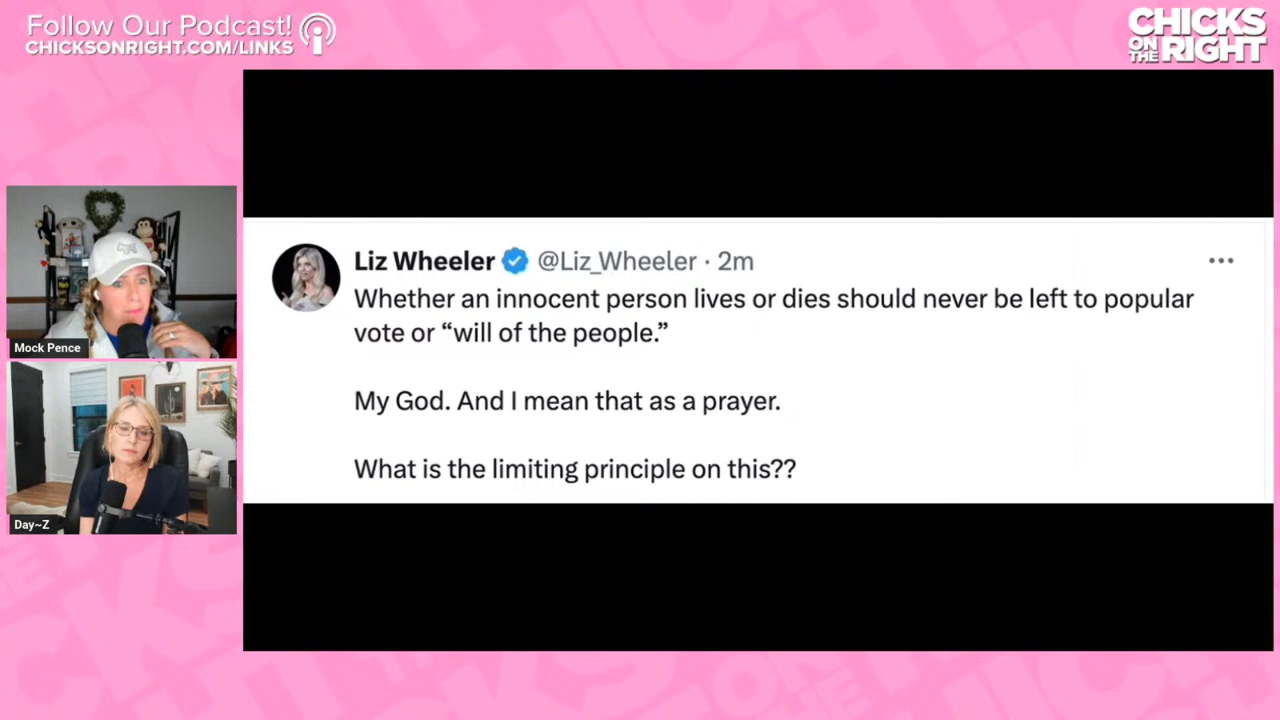 Follow Our Podcast!
CHICKSONRIGHT.COM/LINKS
CHICKS
ON THE RIGHT
Mock Pence
Day~Z
Liz Wheeler @Liz_Wheeler · 2m
Whether an innocent person lives or dies should never be left to popular
vote or “will of the people.”
My God. And I mean that as a prayer.
What is the limiting principle on this??